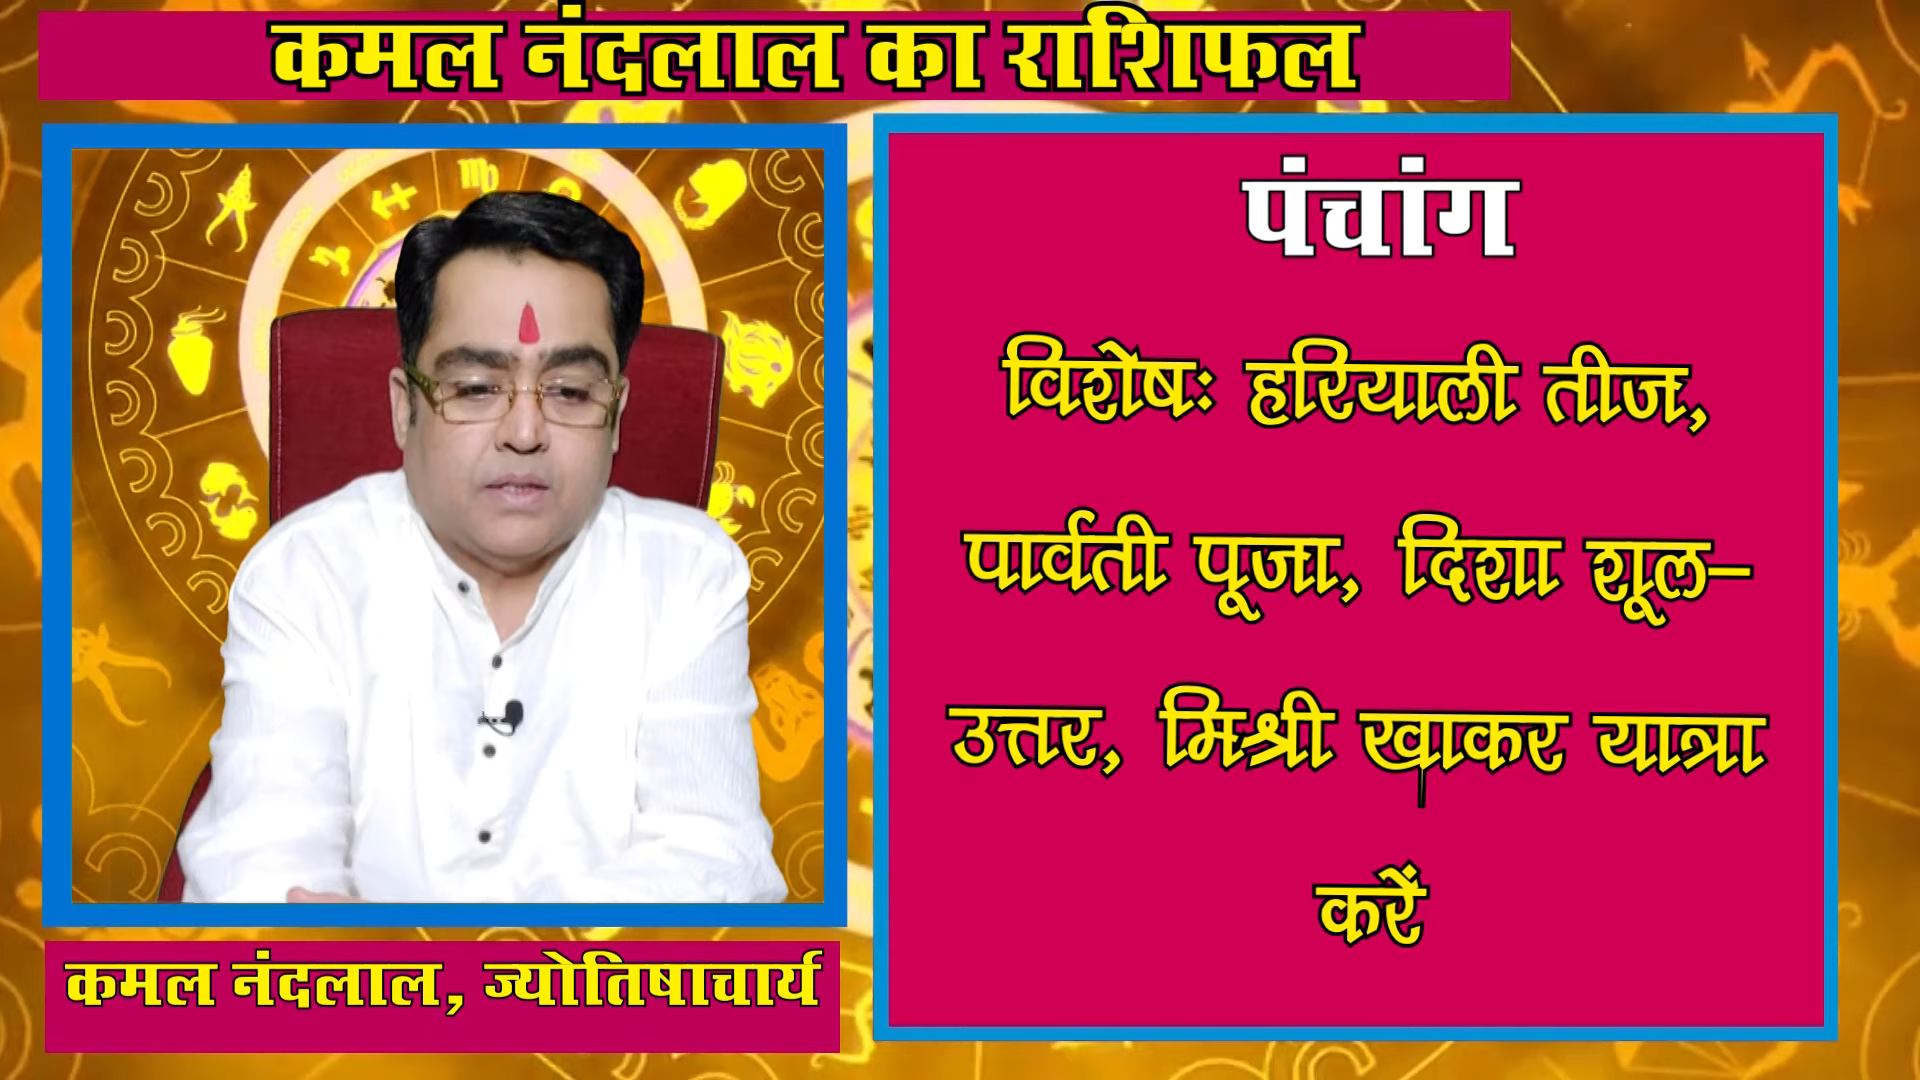 कमल नंदलाल का राशिफल
पंचांग
विशेषः हरियाली तीज,
पार्वती पूजा, दिशा शूल–
उत्तर, मिश्री खाकर यात्रा
करें
कमल नंदलाल, ज्योतिषाचार्य